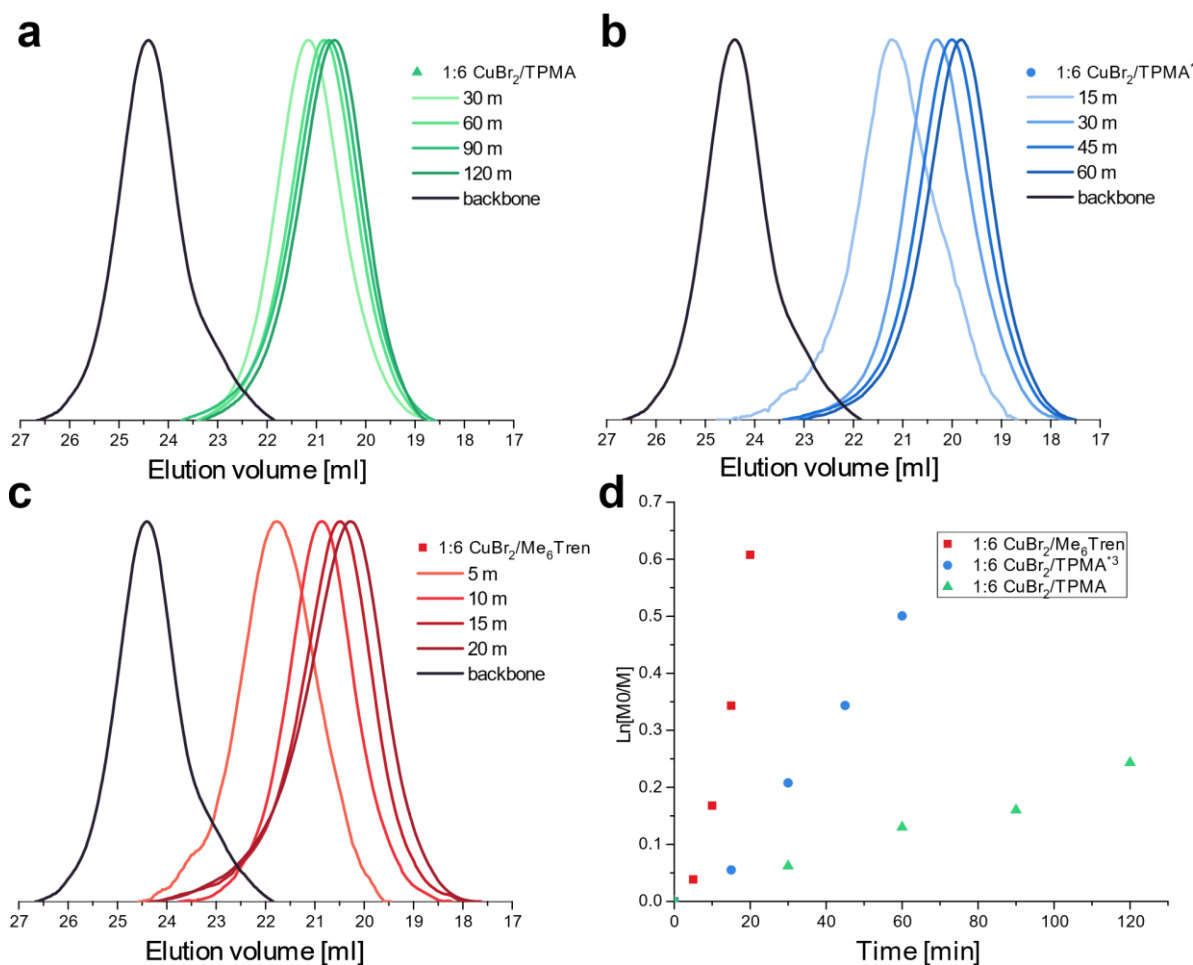 a
1:6 CuBr₂/TPMA
30 m
60 m
90 m
120 m
backbone
27 26 25 24 23 22 21 20 19 18 17
Elution volume [ml]
b
1:6 CuBr₂/TPMA*
15 m
30 m
45 m
60 m
backbone
27 26 25 24 23 22 21 20 19 18 17
Elution volume [ml]
c
1:6 CuBr₂/Me₆Tren
5 m
10 m
15 m
20 m
backbone
27 26 25 24 23 22 21 20 19 18 17
Elution volume [ml]
d
0.7
0.6
0.5
0.4
0.3
0.2
0.1
0.0
Ln[M0/M]
1:6 CuBr₂/Me₆Tren
1:6 CuBr₂/TPMA*³
1:6 CuBr₂/TPMA
0 20 40 60 80 100 120
Time [min]